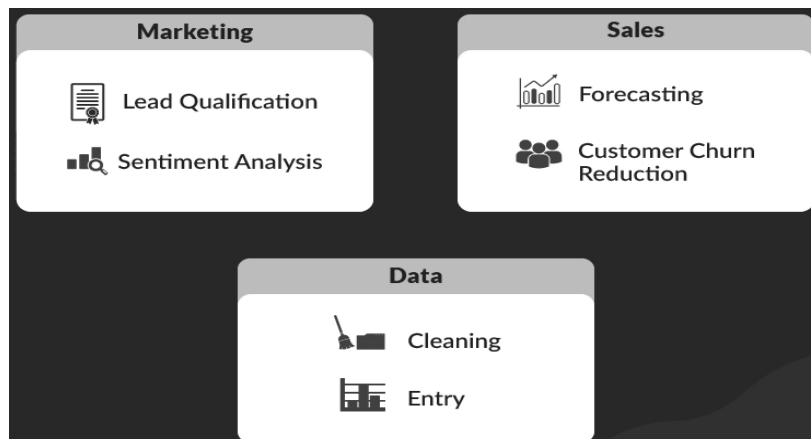 Marketing
Lead Qualification
Sentiment Analysis
Sales
Forecasting
Customer Churn
Reduction
Data
Cleaning
Entry